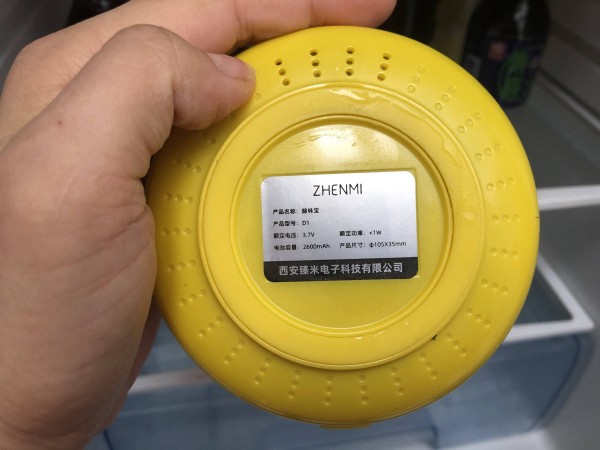 ZHENMI
产品名称: 除味宝
产品型号: D1
额定电压: 3.7V 额定功率: <1W
电池容量: 2600mAh 产品尺寸: ф105X35mm
西安臻米电子科技有限公司